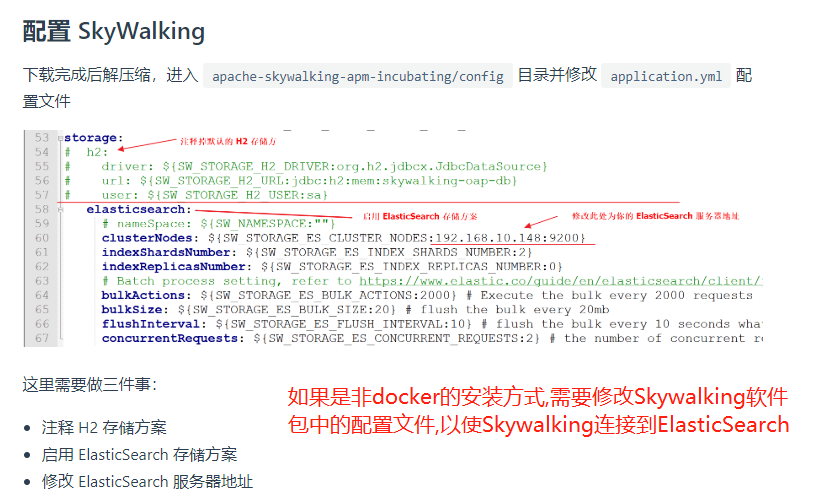 配置 SkyWalking
下载完成后解压缩，进入 apache-skywalking-apm-incubating/config 目录并修改 application.yml 配
置文件
53 storage:
54 # h2: 注释掉默认的 H2 存储方
55 # driver: ${SW_STORAGE_H2_DRIVER:org.h2.jdbcx.JdbcDataSource}
56 # url: ${SW_STORAGE_H2_URL:jdbc:h2:mem:skywalking-oap-db}
57 # user: ${SW_STORAGE_H2_USER:sa}
58 elasticsearch: 启用 ElasticSearch 存储方案 修改此处为你的 ElasticSearch 服务器地址
59 # nameSpace: ${SW_NAMESPACE:""}
60 clusterNodes: ${SW_STORAGE_ES_CLUSTER_NODES:192.168.10.148:9200}
61 indexShardsNumber: ${SW_STORAGE_ES_INDEX_SHARDS_NUMBER:2}
62 indexReplicasNumber: ${SW_STORAGE_ES_INDEX_REPLICAS_NUMBER:0}
63 # Batch process setting, refer to https://www.elastic.co/guide/en/elasticsearch/client/
64 bulkActions: ${SW_STORAGE_ES_BULK_ACTIONS:2000} # Execute the bulk every 2000 requests
65 bulkSize: ${SW_STORAGE_ES_BULK_SIZE:20} # flush the bulk every 20mb
66 flushInterval: ${SW_STORAGE_ES_FLUSH_INTERVAL:10} # flush the bulk every 10 seconds wha
67 concurrentRequests: ${SW_STORAGE_ES_CONCURRENT_REQUESTS:2} # the number of concurrent re
这里需要做三件事：
如果是非docker的安装方式,需要修改Skywalking软件
包中的配置文件,以使Skywalking连接到ElasticSearch
注释 H2 存储方案
启用 ElasticSearch 存储方案
修改 ElasticSearch 服务器地址